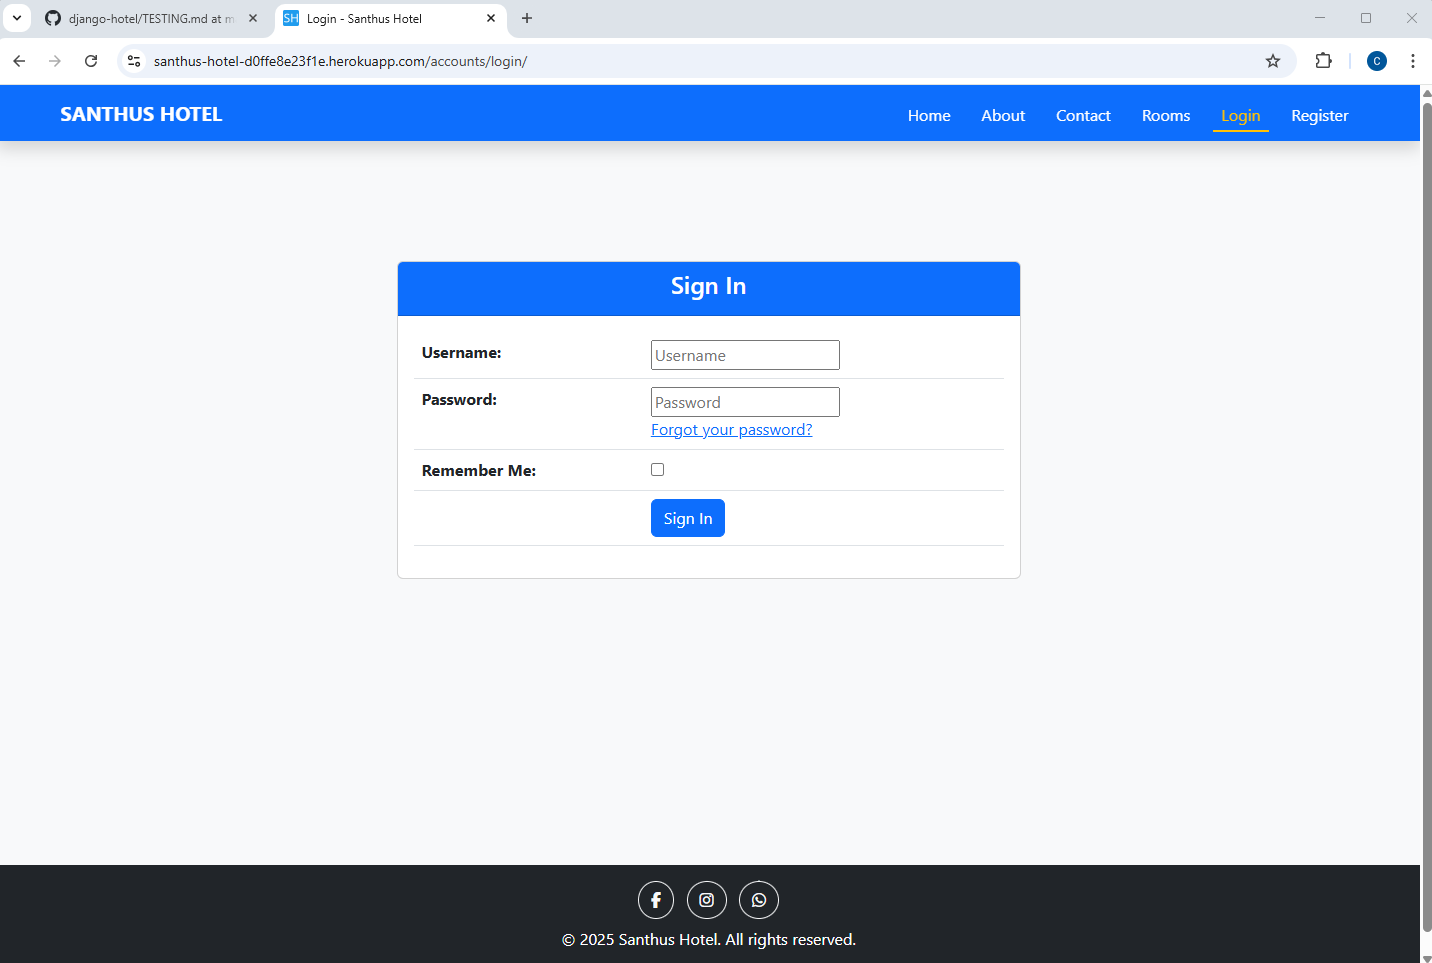 django-hotel/TESTING.md at m
SH Login - Santhus Hotel
santhus-hotel-d0ffe8e23f1e.herokuapp.com/accounts/login/
C
SANTHUS HOTEL
Home About Contact Rooms Login Register
Sign In
Username: Username
Password: Password
Forgot your password?
Remember Me:
Sign In
© 2025 Santhus Hotel. All rights reserved.